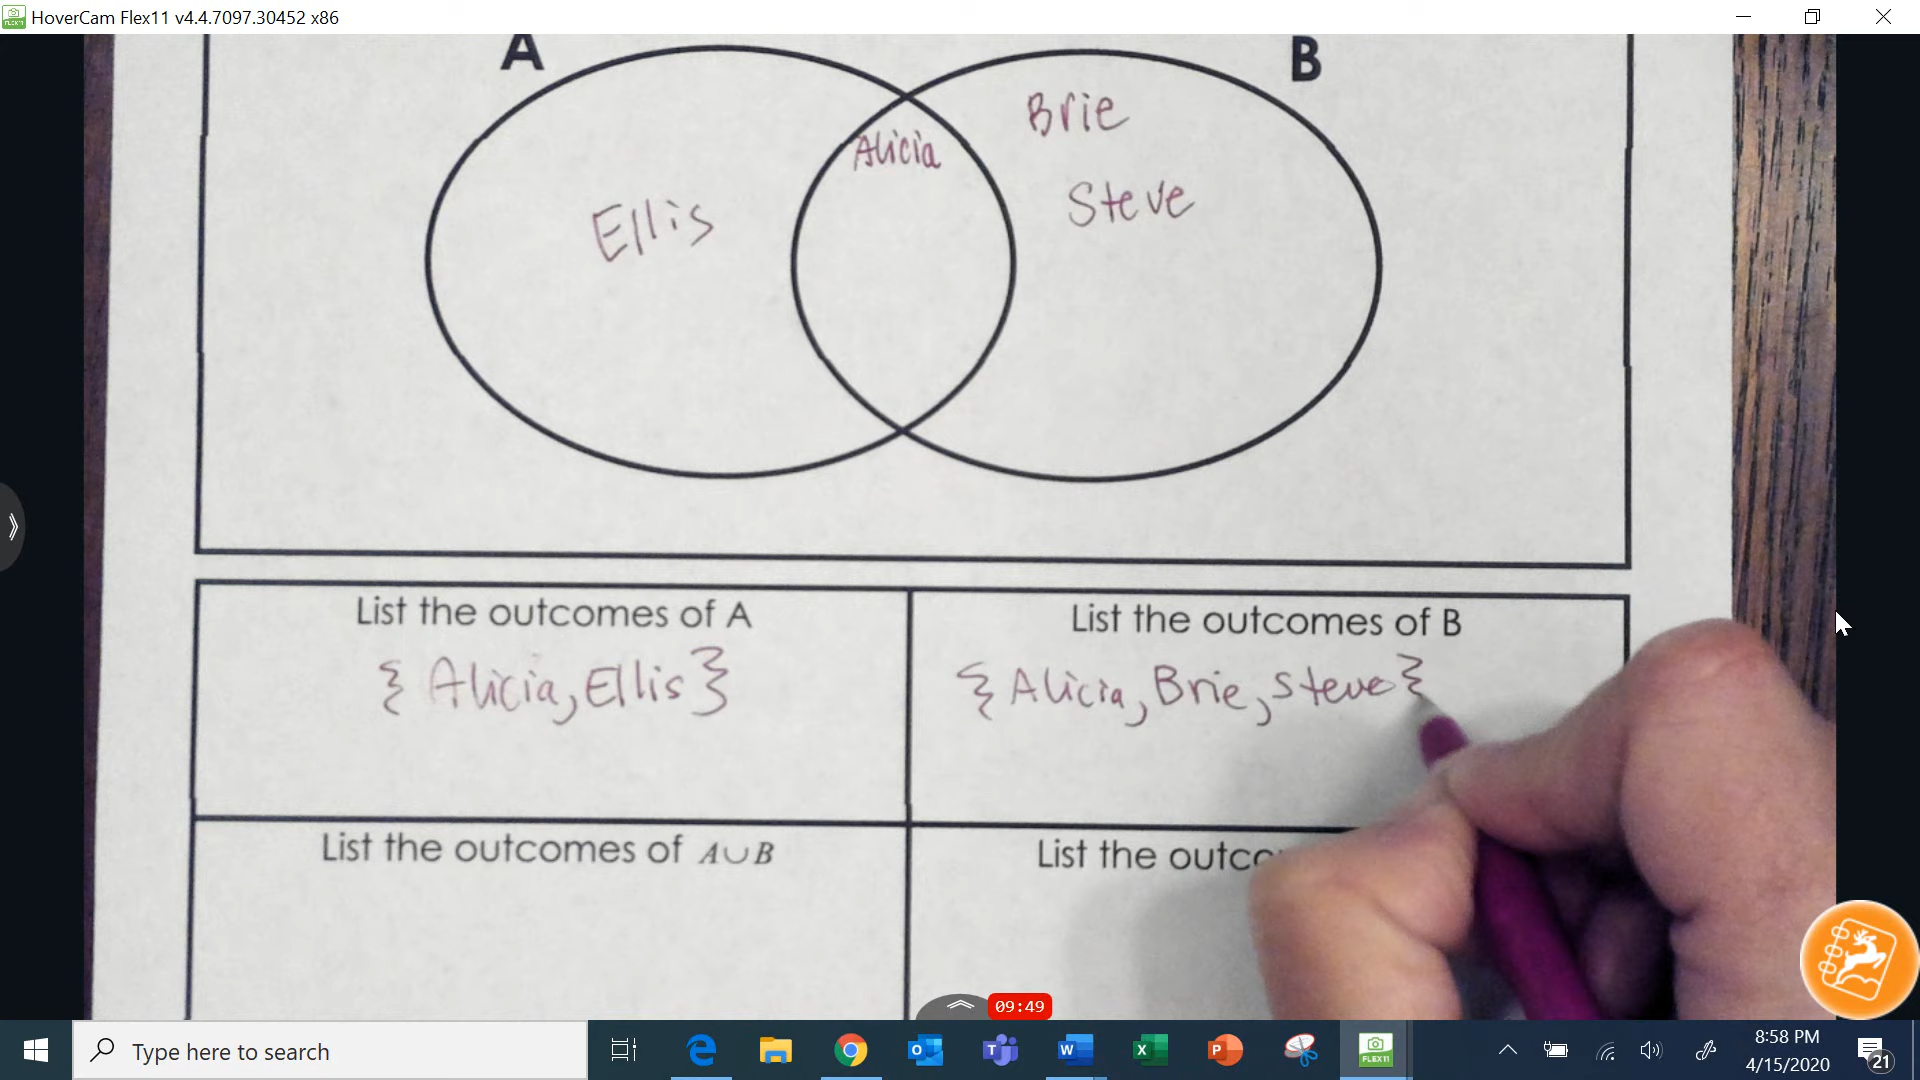 HoverCam Flex11 v4.4.7097.30452 x86
A
B
Brie
Alicia
Steve
Ellis
List the outcomes of A
List the outcomes of B
{Alicia, Ellis}
{Alicia, Brie, Steve}
List the outcomes of A∪B
List the outco
09:49
Type here to search
FLEX11
8:58 PM
4/15/2020
21